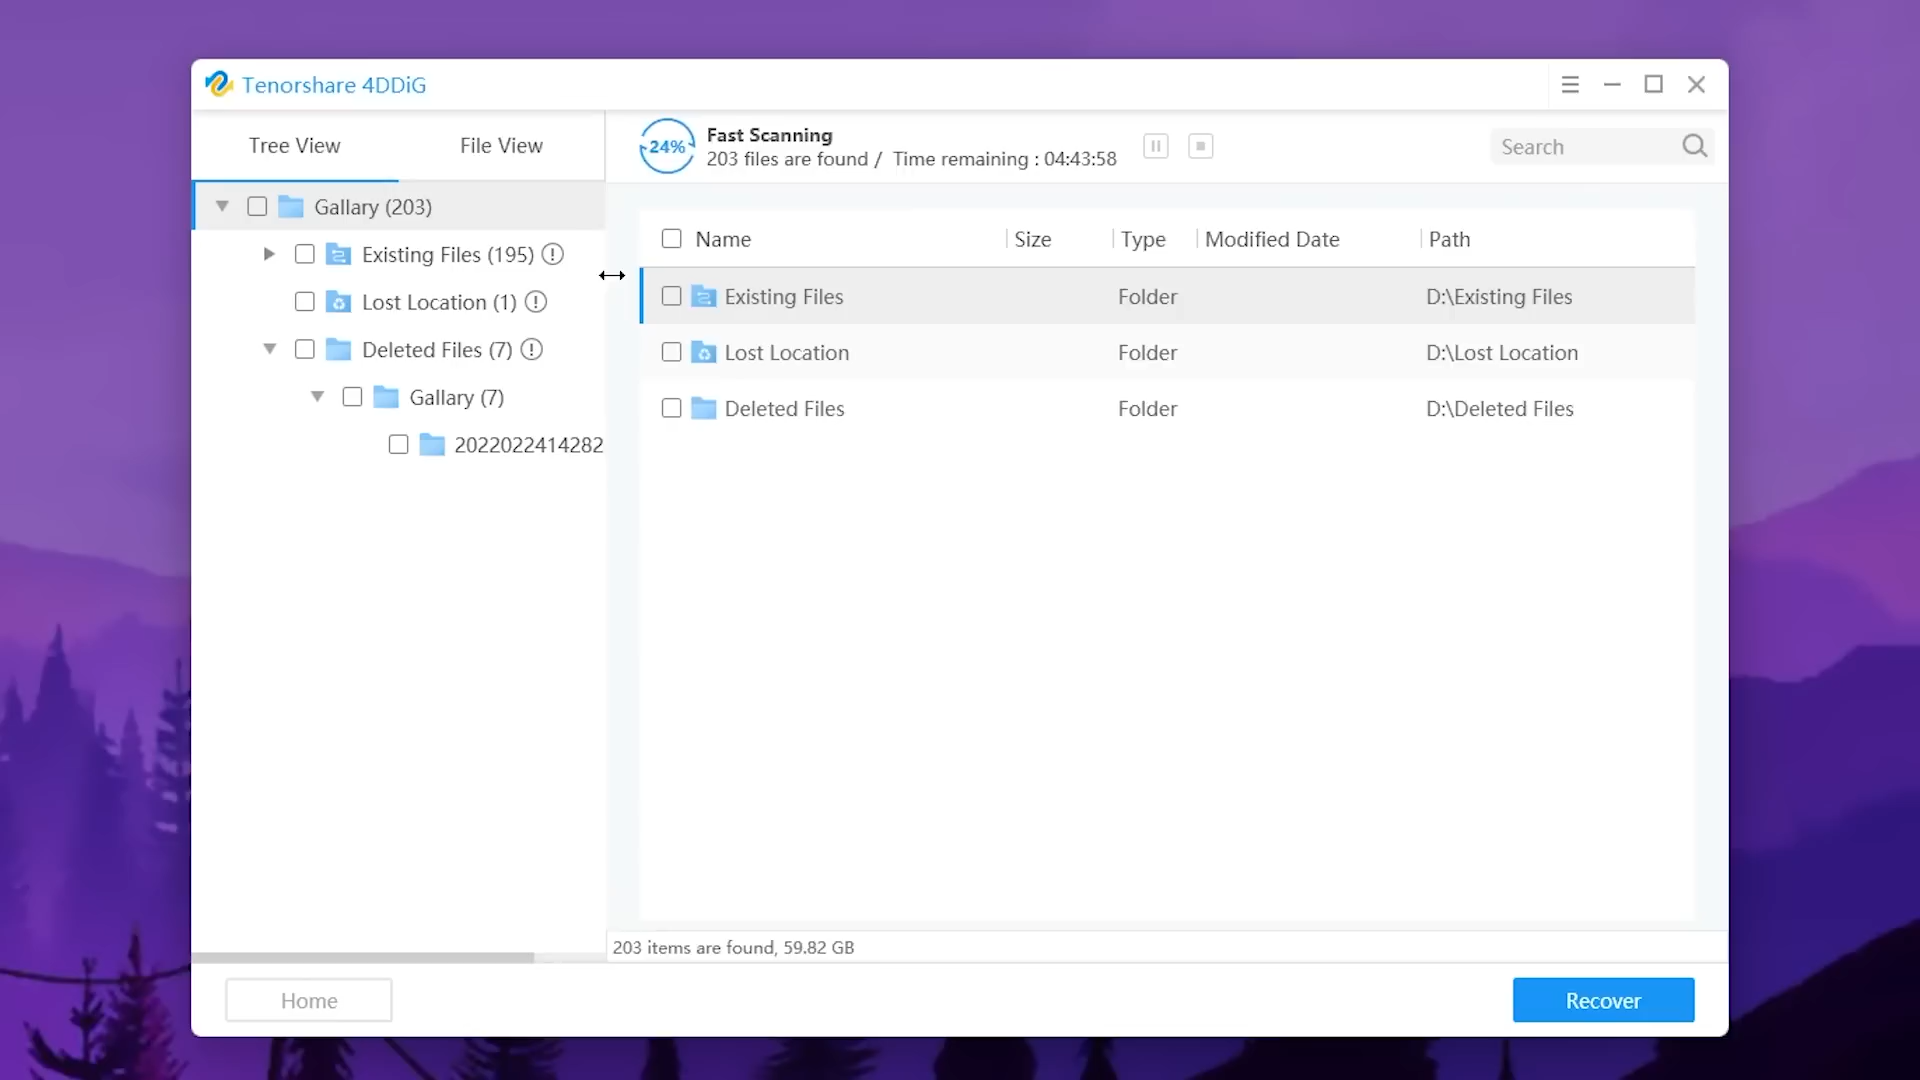 Tenorshare 4DDiG
Tree View File View
24%
Fast Scanning
203 files are found / Time remaining : 04:43:58
Search
Gallary (203)
Existing Files (195)
Lost Location (1)
Deleted Files (7)
Gallary (7)
2022022414282
Name Size Type Modified Date Path
Existing Files Folder D:\Existing Files
Lost Location Folder D:\Lost Location
Deleted Files Folder D:\Deleted Files
203 items are found, 59.82 GB
Home Recover